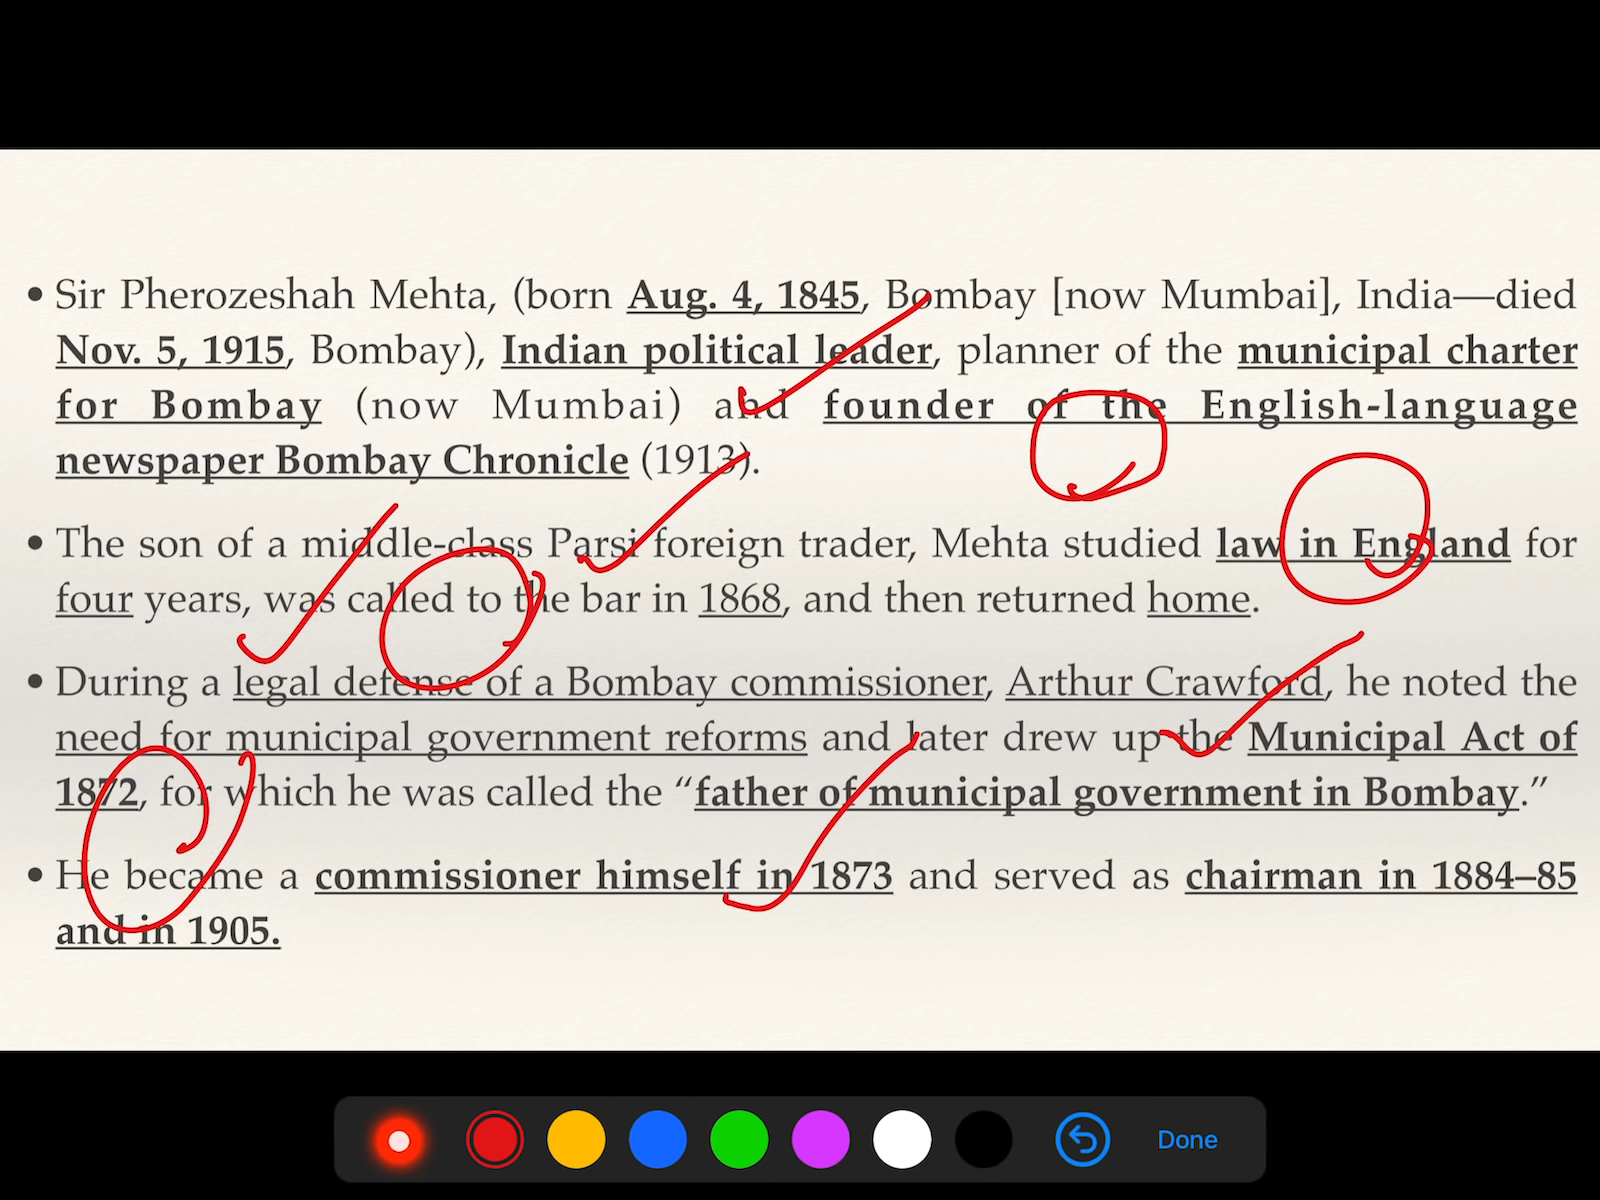 • Sir Pherozeshah Mehta, (born Aug. 4, 1845, Bombay [now Mumbai], India—died
Nov. 5, 1915, Bombay), Indian political leader, planner of the municipal charter
for Bombay (now Mumbai) and founder of the English-language
newspaper Bombay Chronicle (1913).
• The son of a middle-class Parsi foreign trader, Mehta studied law in England for
four years, was called to the bar in 1868, and then returned home.
• During a legal defense of a Bombay commissioner, Arthur Crawford, he noted the
need for municipal government reforms and later drew up the Municipal Act of
1872, for which he was called the “father of municipal government in Bombay.”
• He became a commissioner himself in 1873 and served as chairman in 1884–85
and in 1905.
Done